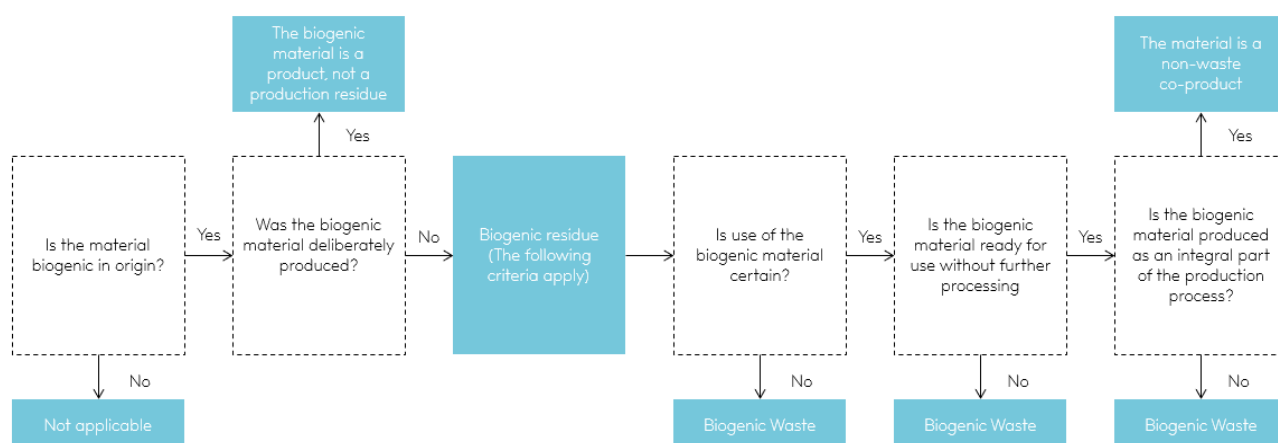 The biogenic
material is a
product, not a
production residue
The material is a
non-waste
co-product
Yes
Yes
Is the material
biogenic in origin?
Yes
Was the biogenic
material deliberately
produced?
No
Biogenic residue
(The following
criteria apply)
Is use of the
biogenic material
certain?
Yes
Is the biogenic
material ready for
use without further
processing
Yes
Is the biogenic
material produced
as an integral part
of the production
process?
No
No
No
No
Not applicable
Biogenic Waste
Biogenic Waste
Biogenic Waste